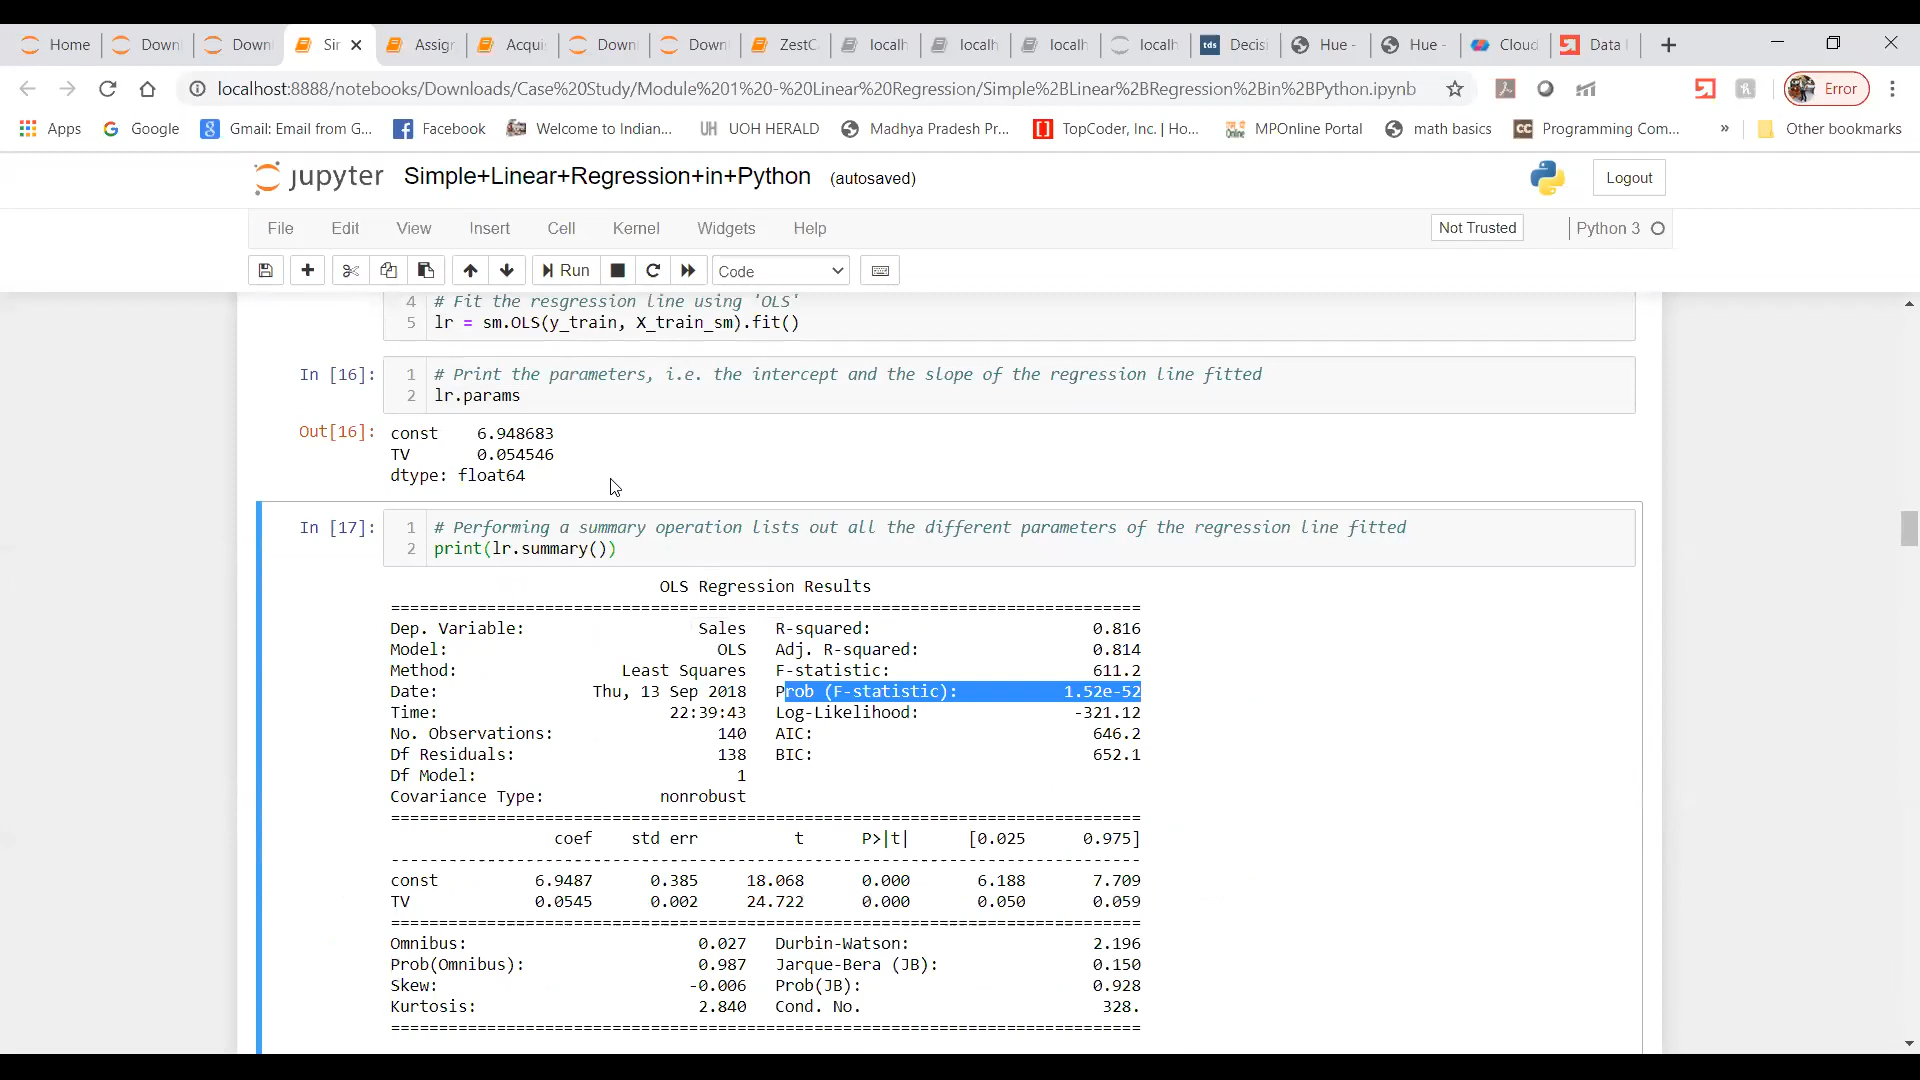 Home
Down
Down
Sir
Assign
Acqui
Down
Down
ZestC
localh
localh
localh
localh
tds Decisi
Hue -
Hue -
Cloud
Data
localhost:8888/notebooks/Downloads/Case%20Study/Module%201%20-%20Linear%20Regression/Simple%2BLinear%2BRegression%2Bin%2BPython.ipynb
Error
Apps
Google
Gmail: Email from G...
Facebook
Welcome to Indian...
UH UOH HERALD
Madhya Pradesh Pr...
TopCoder, Inc. | Ho...
MPOnline Portal
math basics
CC Programming Com...
»
Other bookmarks
jupyter Simple+Linear+Regression+in+Python (autosaved)
Logout
File Edit View Insert Cell Kernel Widgets Help
Not Trusted
Python 3
Run
Code
4 # Fit the resgression line using 'OLS'
5 lr = sm.OLS(y_train, X_train_sm).fit()
In [16]: 1 # Print the parameters, i.e. the intercept and the slope of the regression line fitted
2 lr.params
Out[16]: const 6.948683
TV 0.054546
dtype: float64
In [17]: 1 # Performing a summary operation lists out all the different parameters of the regression line fitted
2 print(lr.summary())
OLS Regression Results
==============================================================================
Dep. Variable: Sales R-squared: 0.816
Model: OLS Adj. R-squared: 0.814
Method: Least Squares F-statistic: 611.2
Date: Thu, 13 Sep 2018 Prob (F-statistic): 1.52e-52
Time: 22:39:43 Log-Likelihood: -321.12
No. Observations: 140 AIC: 646.2
Df Residuals: 138 BIC: 652.1
Df Model: 1
Covariance Type: nonrobust
==============================================================================
coef std err t P>|t| [0.025 0.975]
------------------------------------------------------------------------------
const 6.9487 0.385 18.068 0.000 6.188 7.709
TV 0.0545 0.002 24.722 0.000 0.050 0.059
==============================================================================
Omnibus: 0.027 Durbin-Watson: 2.196
Prob(Omnibus): 0.987 Jarque-Bera (JB): 0.150
Skew: -0.006 Prob(JB): 0.928
Kurtosis: 2.840 Cond. No. 328.
==============================================================================